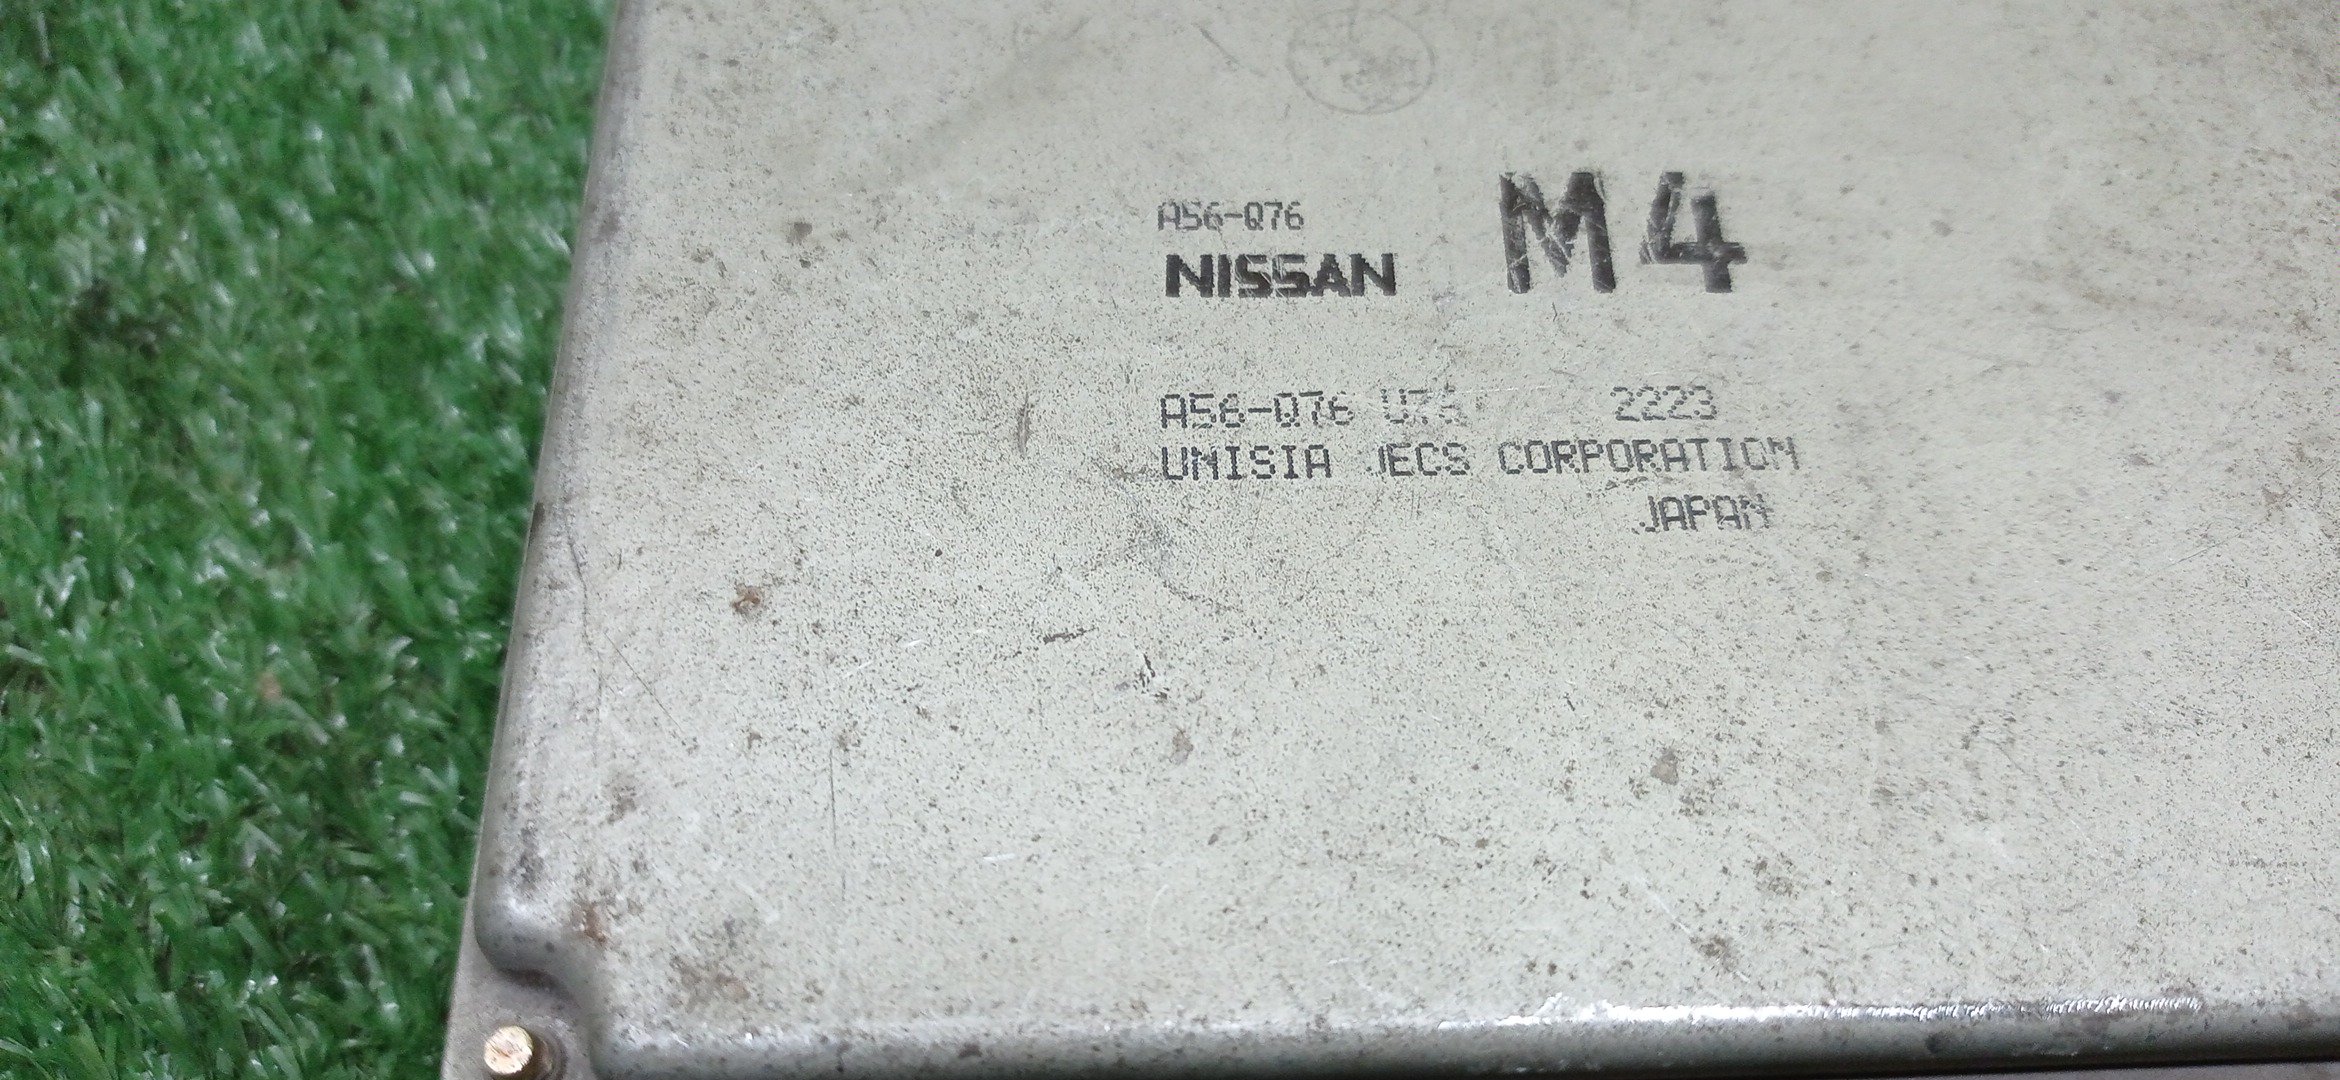 A56-Q76
NISSAN M4
A56-Q76 2223
UNISIA JECS CORPORATION
JAPAN